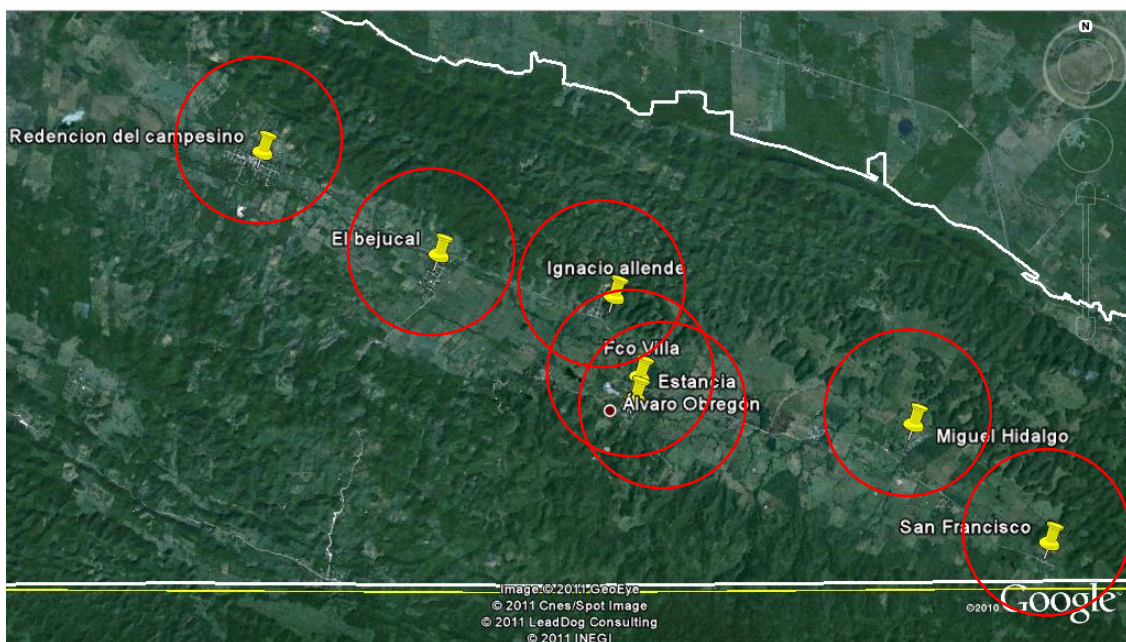 N
Redencion del campesino
El bejucal
Ignacio allende
Fco Villa
Estancia
Álvaro Obregón
Miguel Hidalgo
San Francisco
Image © 2011 GeoEye
© 2011 Cnes/Spot Image
© 2011 LeadDog Consulting
© 2011 INEGI
©2010 Google